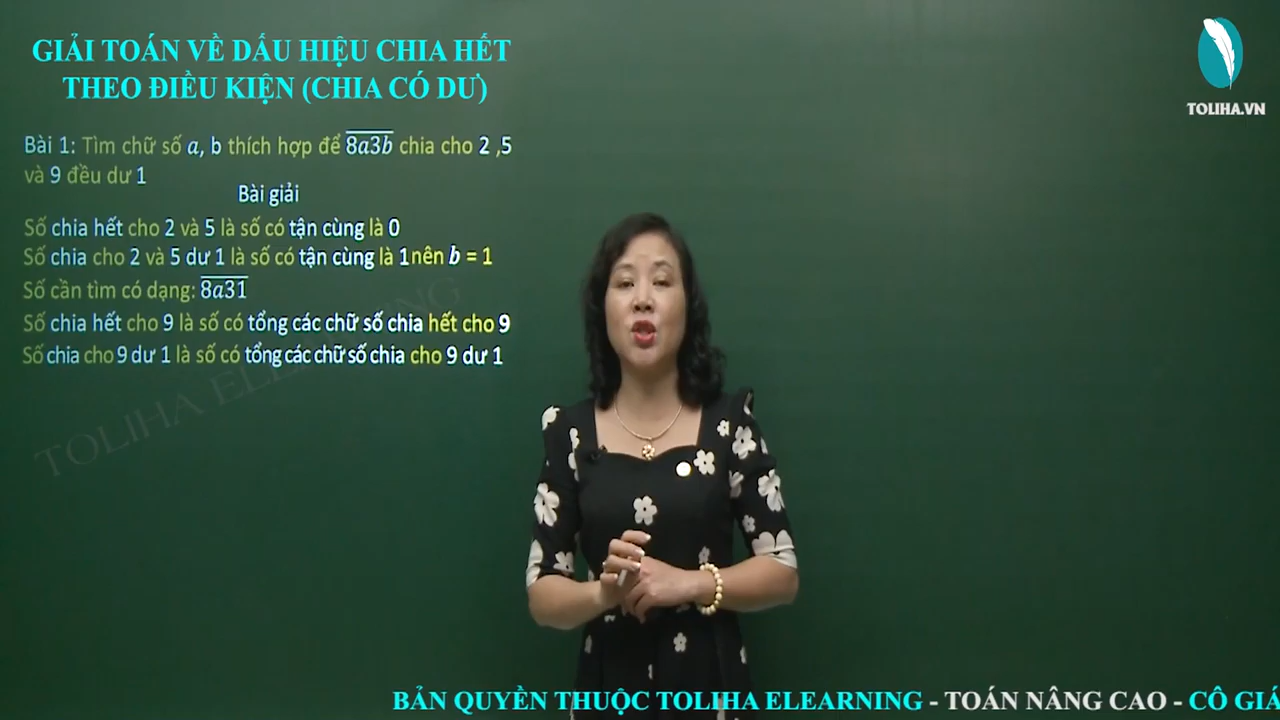 GIẢI TOÁN VỀ DẤU HIỆU CHIA HẾT
THEO ĐIỀU KIỆN (CHIA CÓ DƯ)
TOLIHA.VN
Bài 1: Tìm chữ số a, b thích hợp để 8a3b chia cho 2 ,5
và 9 đều dư 1
Bài giải
Số chia hết cho 2 và 5 là số có tận cùng là 0
Số chia cho 2 và 5 dư 1 là số có tận cùng là 1 nên b = 1
Số cần tìm có dạng: 8a31
Số chia hết cho 9 là số có tổng các chữ số chia hết cho 9
Số chia cho 9 dư 1 là số có tổng các chữ số chia cho 9 dư 1
TOLIHA ELEARNING
BẢN QUYỀN THUỘC TOLIHA ELEARNING - TOÁN NÂNG CAO - CÔ GIÁ